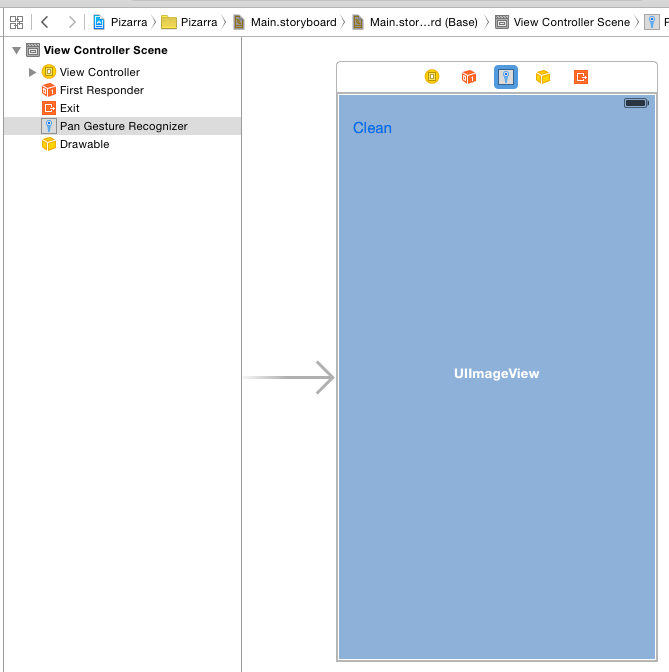 Pizarra Pizarra Main.storyboard Main.stor...rd (Base) View Controller Scene P
View Controller Scene
View Controller
First Responder
Exit
Pan Gesture Recognizer
Drawable
Clean
UIImageView